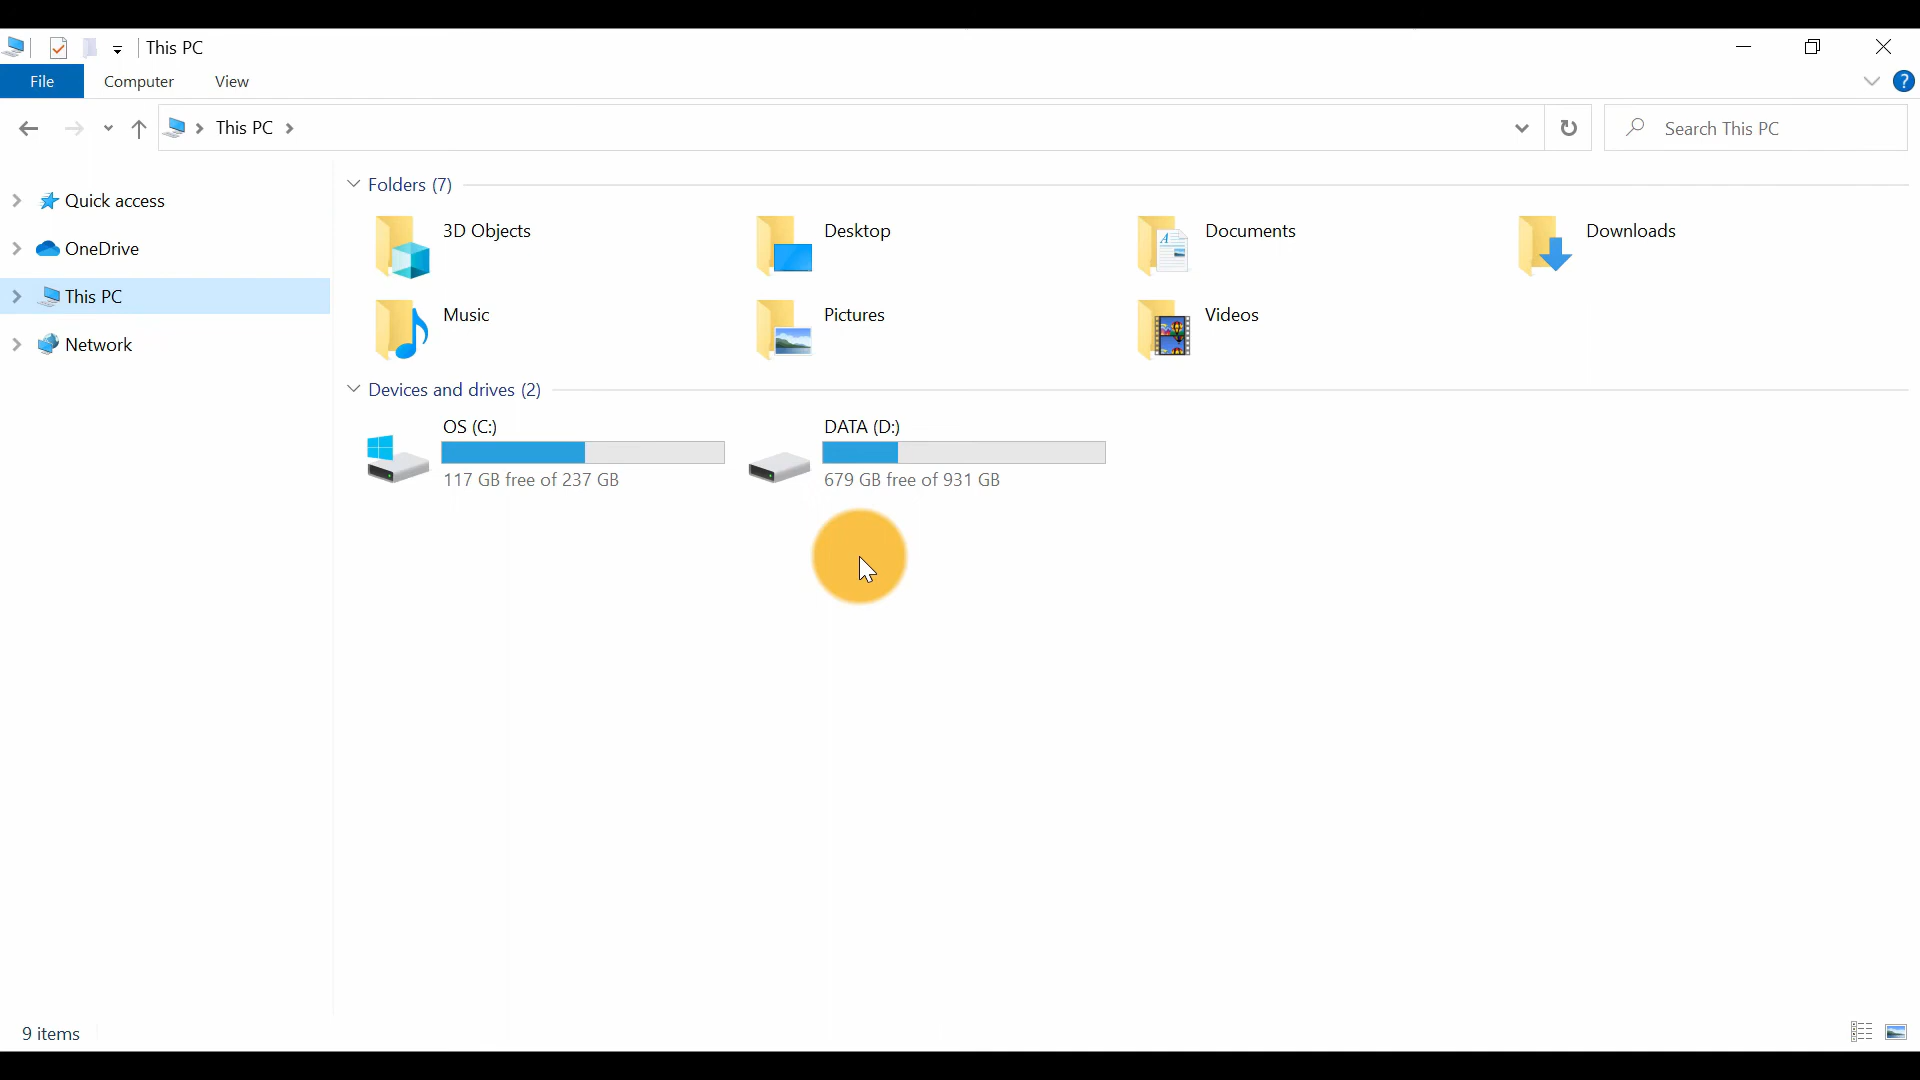 This PC
File Computer View
This PC
Search This PC
Quick access
OneDrive
This PC
Network
Folders (7)
3D Objects Desktop Documents Downloads
Music Pictures Videos
Devices and drives (2)
OS (C:) DATA (D:)
117 GB free of 237 GB 679 GB free of 931 GB
9 items